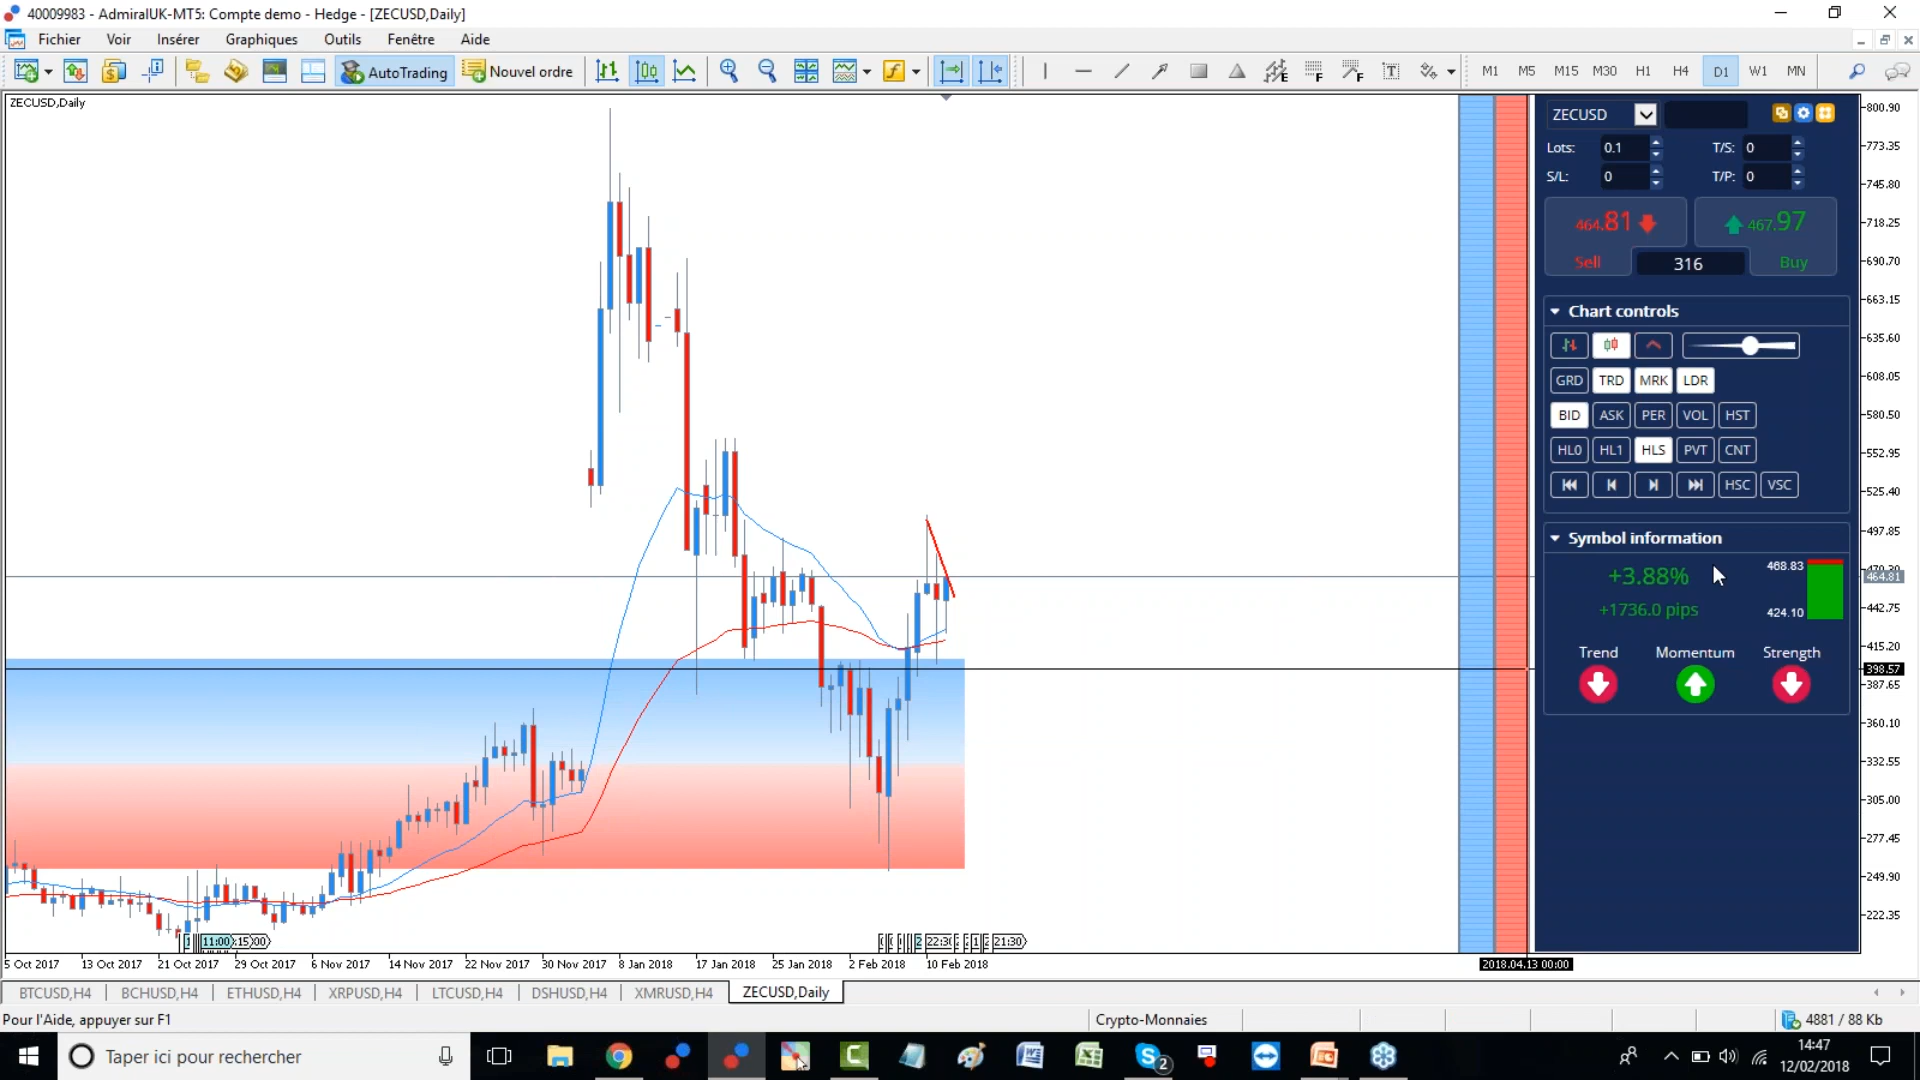 40009983 - AdmiralUK-MT5: Compte demo - Hedge - [ZECUSD,Daily]
Fichier Voir Insérer Graphiques Outils Fenêtre Aide
AutoTrading Nouvel ordre M1 M5 M15 M30 H1 H4 D1 W1 MN
ZECUSD,Daily
ZECUSD
Lots: 0.1 T/S: 0
S/L: 0 T/P: 0
464.81 467.97
Sell 316 Buy
Chart controls
GRD TRD MRK LDR
BID ASK PER VOL HST
HL0 HL1 HLS PVT CNT
HSC VSC
Symbol information
+3.88% 468.83
+1736.0 pips 424.10
Trend Momentum Strength
800.90
773.35
745.80
718.25
690.70
663.15
635.60
608.05
580.50
552.95
525.40
497.85
464.81
442.75
415.20
398.57
387.65
360.10
332.55
305.00
277.45
249.90
222.35
11:00 21:30
5 Oct 2017 13 Oct 2017 21 Oct 2017 29 Oct 2017 6 Nov 2017 14 Nov 2017 22 Nov 2017 30 Nov 2017 8 Jan 2018 17 Jan 2018 25 Jan 2018 2 Feb 2018 10 Feb 2018 2018.04.13 00:00
BTCUSD,H4 BCHUSD,H4 ETHUSD,H4 XRPUSD,H4 LTCUSD,H4 DSHUSD,H4 XMRUSD,H4 ZECUSD,Daily
Pour l'Aide, appuyer sur F1 Crypto-Monnaies 4881 / 88 Kb
Taper ici pour rechercher 2 14:47
12/02/2018